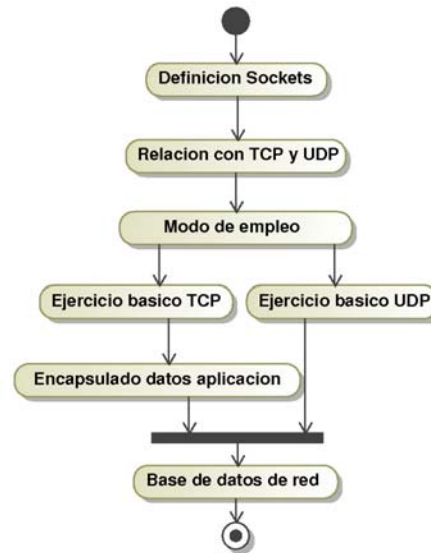 Definicion Sockets
Relacion con TCP y UDP
Modo de empleo
Ejercicio basico TCP
Ejercicio basico UDP
Encapsulado datos aplicacion
Base de datos de red